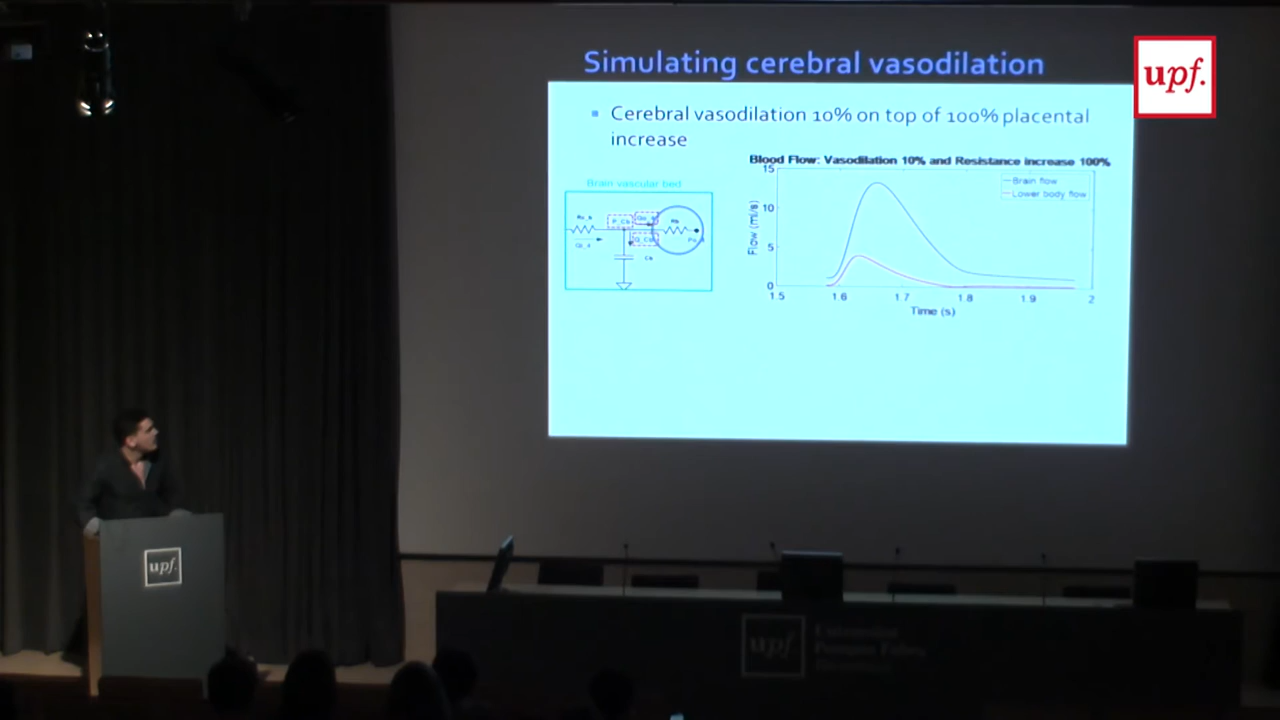 Simulating cerebral vasodilation
upf.
Cerebral vasodilation 10% on top of 100% placental
increase
Blood Flow: Vasodilation 10% and Resistance increase 100%
Brain vascular bed
Brain flow
Lower body flow
Flow (ml/s)
15
10
5
0
1.5
1.6
1.7
1.8
1.9
2
Time (s)
upf.
upf.